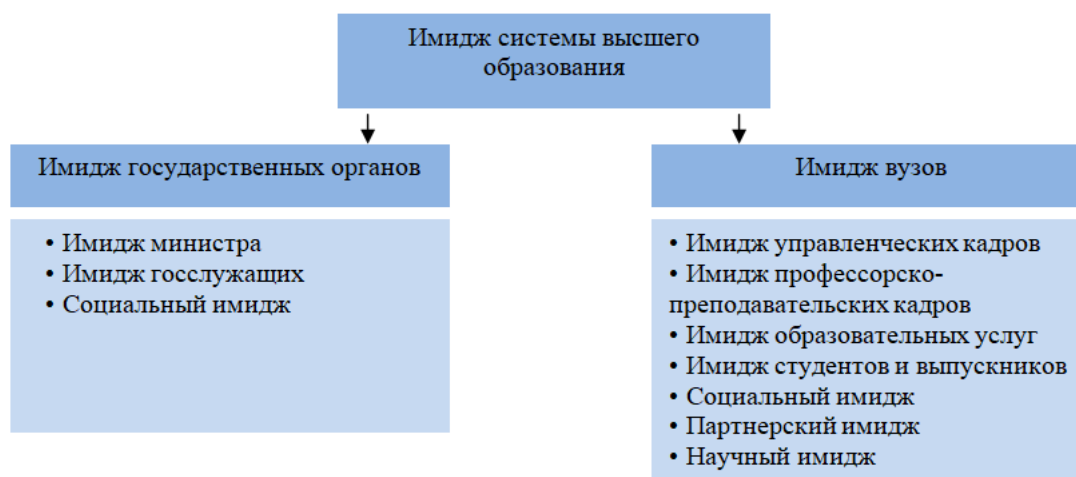 Имидж системы высшего
образования
Имидж государственных органов
• Имидж министра
• Имидж госслужащих
• Социальный имидж
Имидж вузов
• Имидж управленческих кадров
• Имидж профессорско-
преподавательских кадров
• Имидж образовательных услуг
• Имидж студентов и выпускников
• Социальный имидж
• Партнерский имидж
• Научный имидж